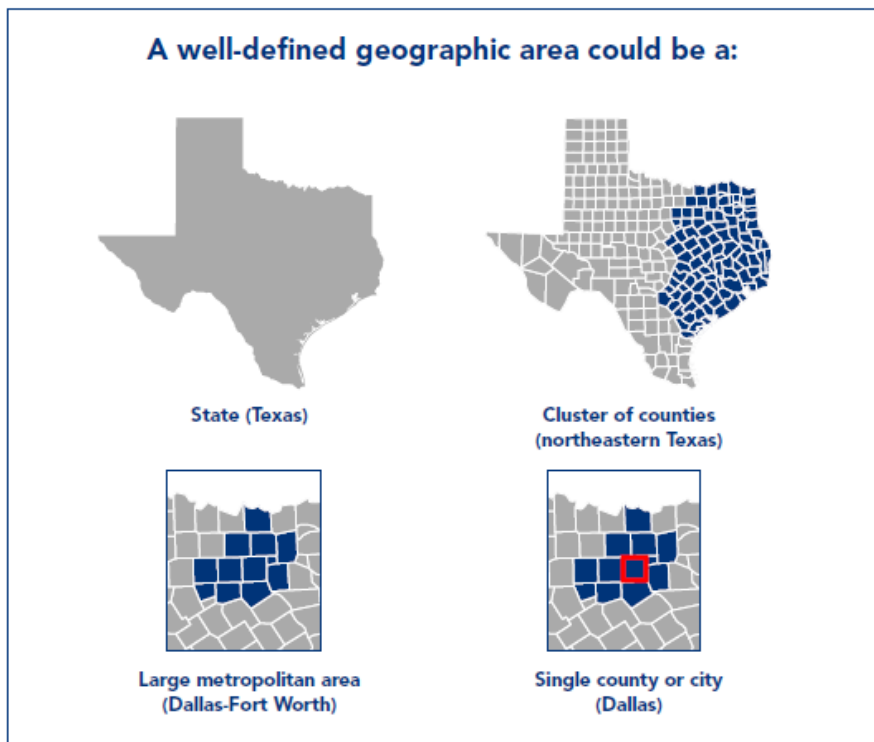 A well-defined geographic area could be a:
State (Texas)
Cluster of counties
(northeastern Texas)
Large metropolitan area
(Dallas-Fort Worth)
Single county or city
(Dallas)